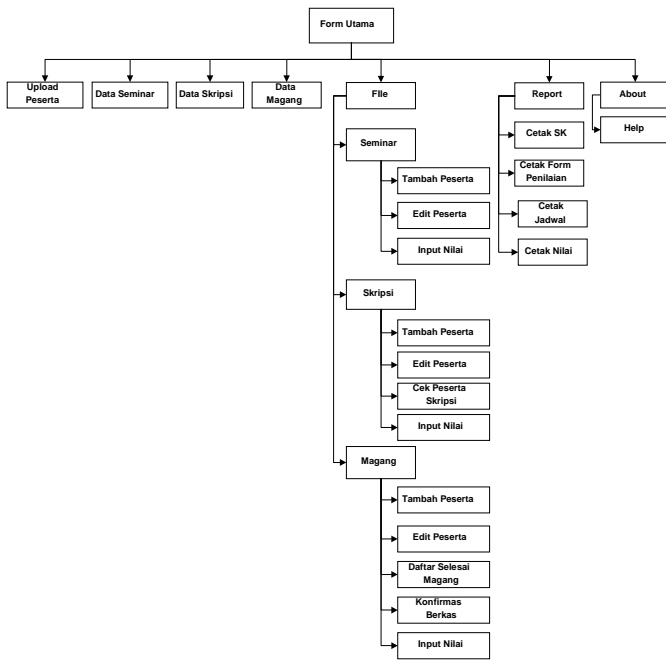 Form Utama
Upload
Peserta
Data Seminar
Data Skripsi
Data
Magang
FIle
Report
About
Seminar
Tambah Peserta
Edit Peserta
Input Nilai
Skripsi
Tambah Peserta
Edit Peserta
Cek Peserta
Skripsi
Input Nilai
Magang
Tambah Peserta
Edit Peserta
Daftar Selesai
Magang
Konfirmas
Berkas
Input Nilai
Cetak SK
Cetak Form
Penilaian
Cetak
Jadwal
Cetak Nilai
Help